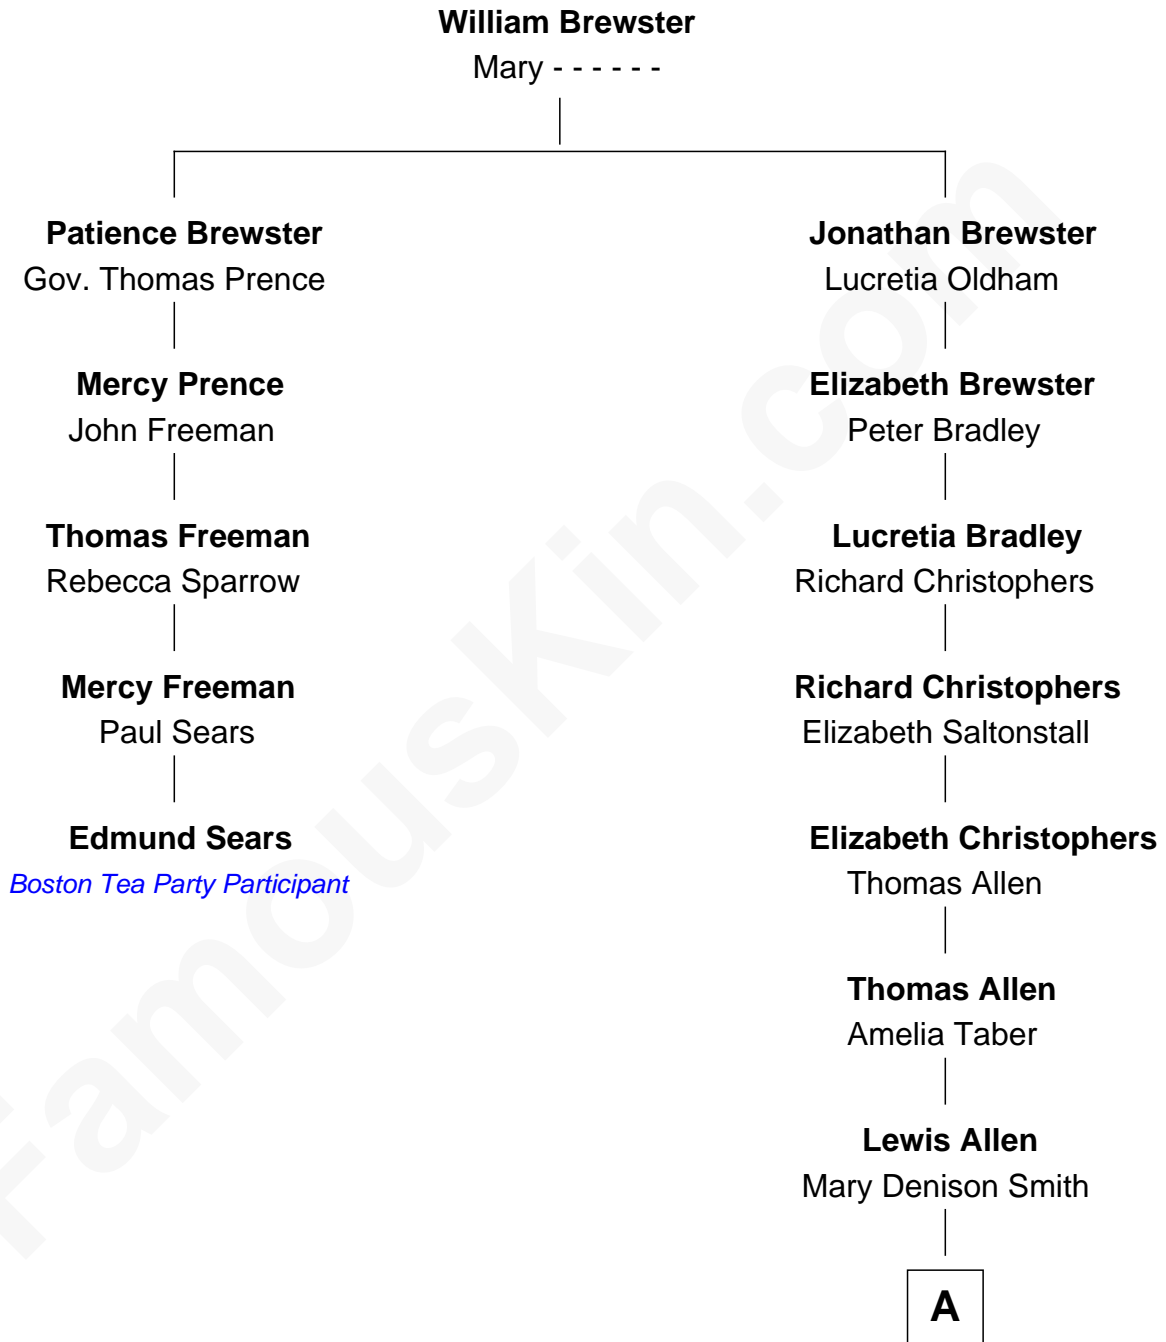 William Brewster
Mary - - - - - -
Patience Brewster
Gov. Thomas Prence
Jonathan Brewster
Lucretia Oldham
Mercy Prence
John Freeman
Elizabeth Brewster
Peter Bradley
Thomas Freeman
Rebecca Sparrow
Lucretia Bradley
Richard Christophers
Mercy Freeman
Paul Sears
Richard Christophers
Elizabeth Saltonstall
Edmund Sears
Boston Tea Party Participant
Elizabeth Christophers
Thomas Allen
Thomas Allen
Amelia Taber
Lewis Allen
Mary Denison Smith
A
FamousKin.com